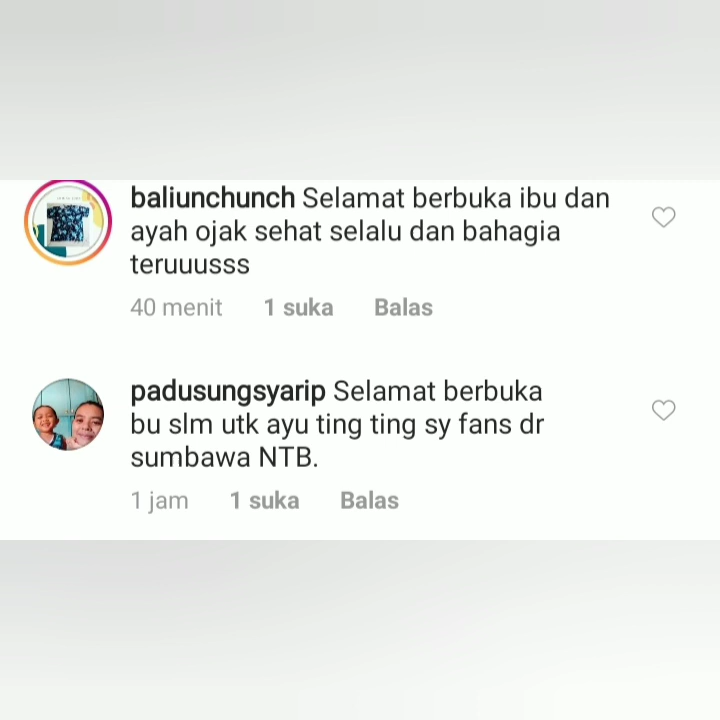 baliunchunch Selamat berbuka ibu dan
ayah ojak sehat selalu dan bahagia
teruuusss
40 menit 1 suka Balas
padusungsyarip Selamat berbuka
bu slm utk ayu ting ting sy fans dr
sumbawa NTB.
1 jam 1 suka Balas